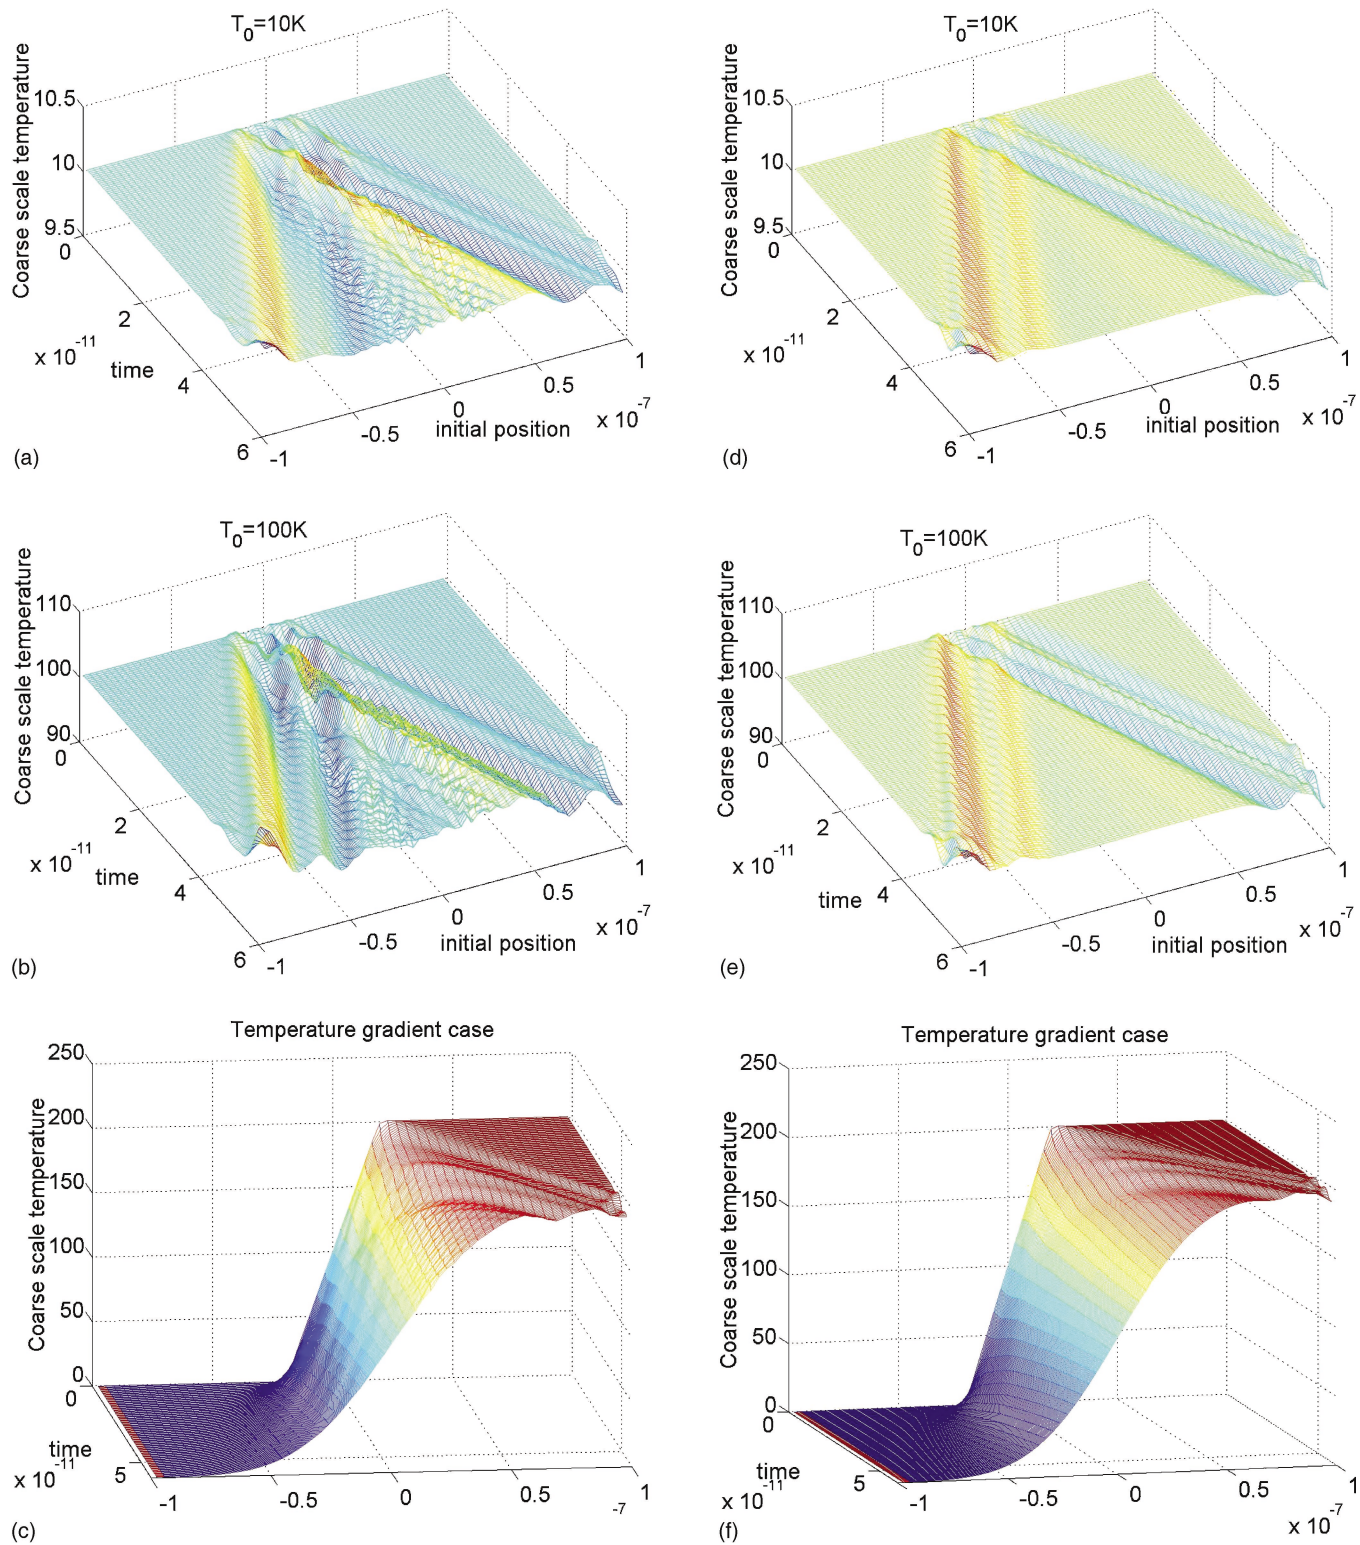 T0=10K
Coarse scale temperature
10.5
10
9.5
0
2
4
6
x 10-11
time
-1
-0.5
0
0.5
1
initial position
x 10-7
(a)
T0=10K
Coarse scale temperature
10.5
10
9.5
0
2
4
6
x 10-11
time
-1
-0.5
0
0.5
1
initial position
x 10-7
(d)
T0=100K
Coarse scale temperature
110
100
90
0
2
4
6
x 10-11
time
-1
-0.5
0
0.5
1
initial position
x 10-7
(b)
T0=100K
Coarse scale temperature
110
100
90
0
2
4
6
x 10-11
time
-1
-0.5
0
0.5
1
initial position
x 10-7
(e)
Temperature gradient case
Coarse scale temperature
250
200
150
100
50
0
0
5
time
x 10-11
-1
-0.5
0
0.5
1
-7
(c)
Temperature gradient case
Coarse scale temperature
250
200
150
100
50
0
0
5
time
x 10-11
-1
-0.5
0
0.5
1
x 10-7
(f)